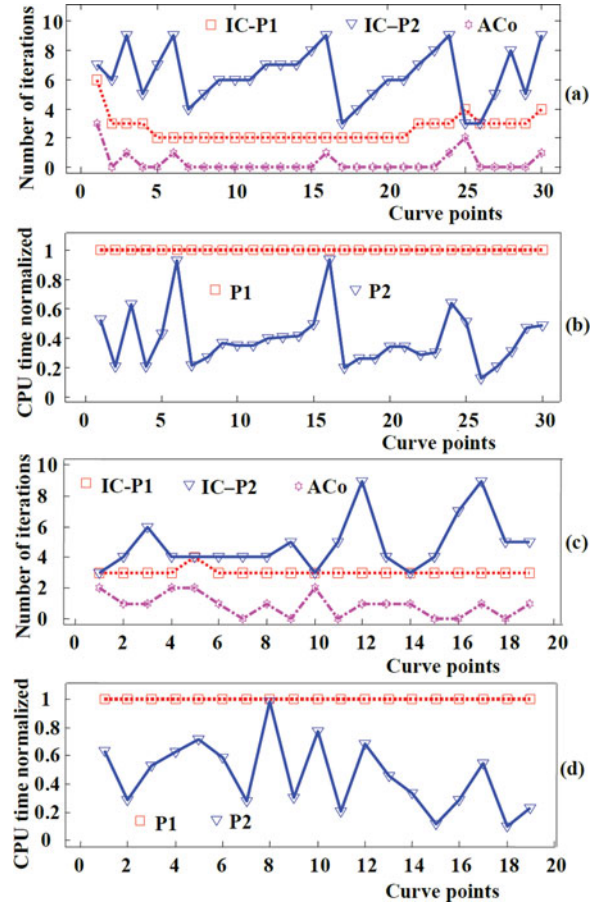 IC-P1 IC–P2 ACo
10
8
6
4
2
0
Number of iterations
0 5 10 15 20 25 30
Curve points
(a)
1
0.8
0.6
0.4
0.2
0
CPU time normalized
P1 P2
0 5 10 15 20 25 30
Curve points
(b)
10
8
6
4
2
0
Number of iterations
IC-P1 IC–P2 ACo
0 2 4 6 8 10 12 14 16 18 20
Curve points
(c)
1
0.8
0.6
0.4
0.2
0
CPU time normalized
P1 P2
0 2 4 6 8 10 12 14 16 18 20
Curve points
(d)